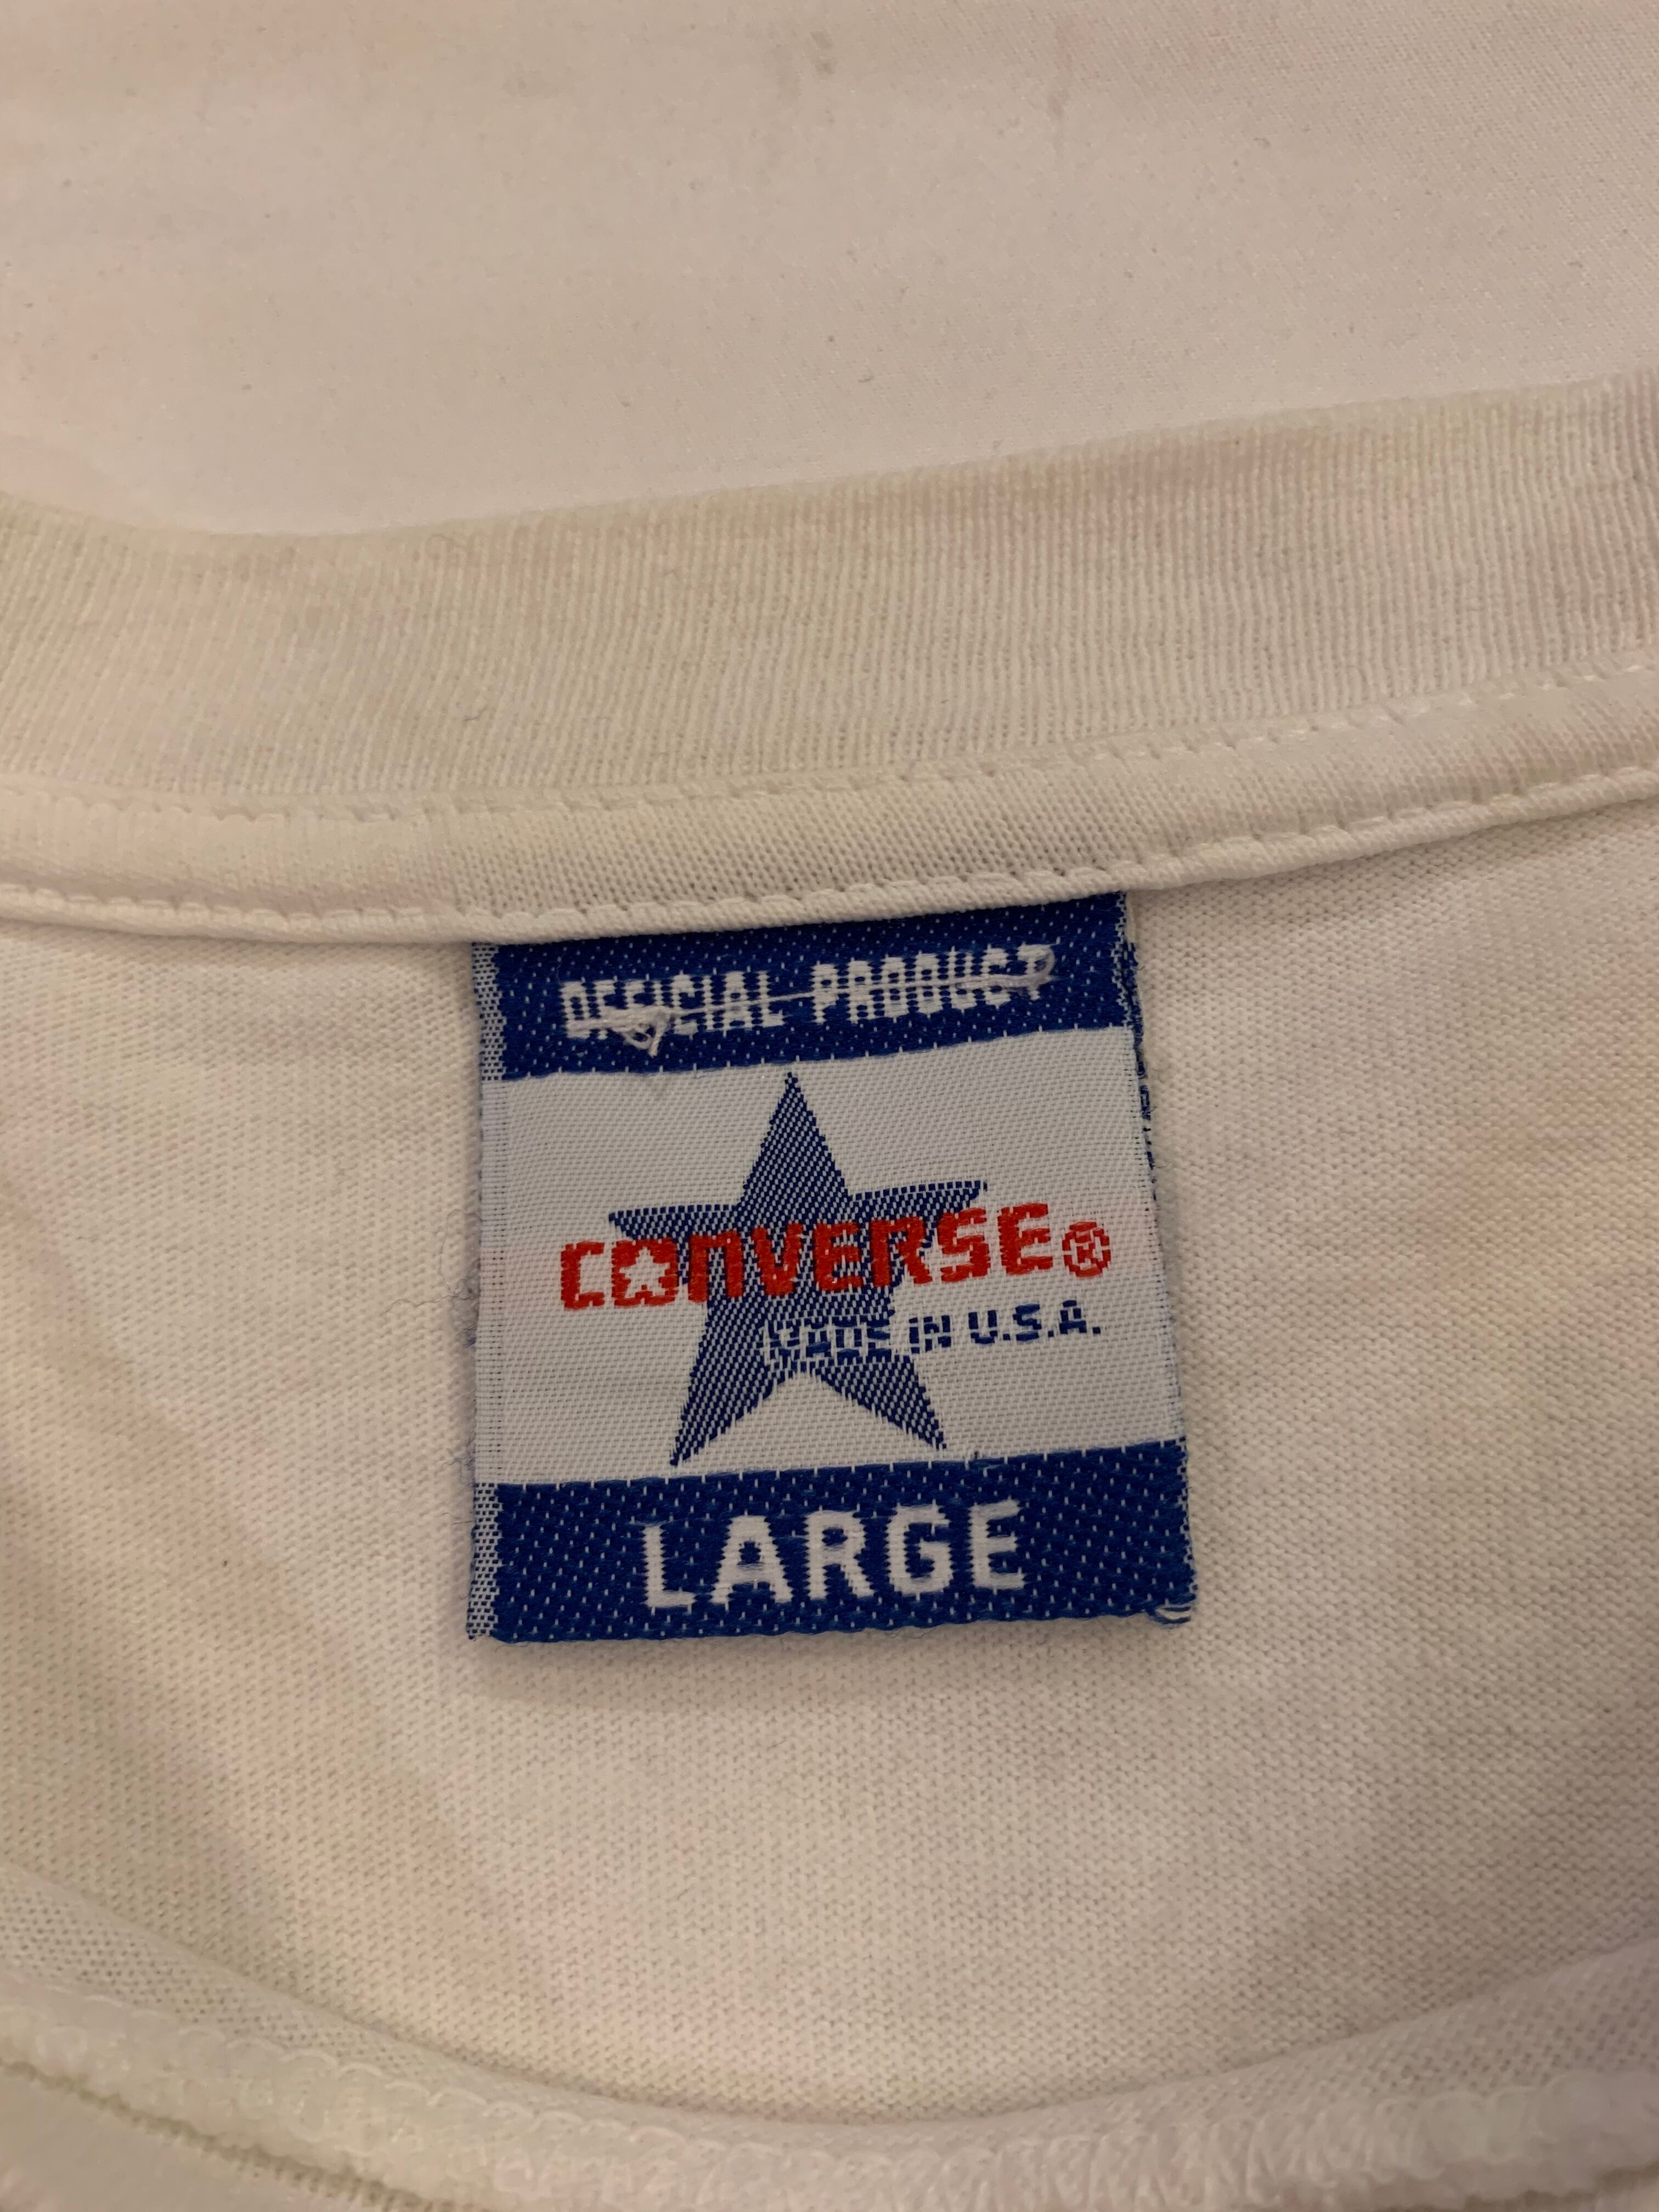 OFFICIAL PRODUCT
CONVERSE®
MADE IN U.S.A.
LARGE